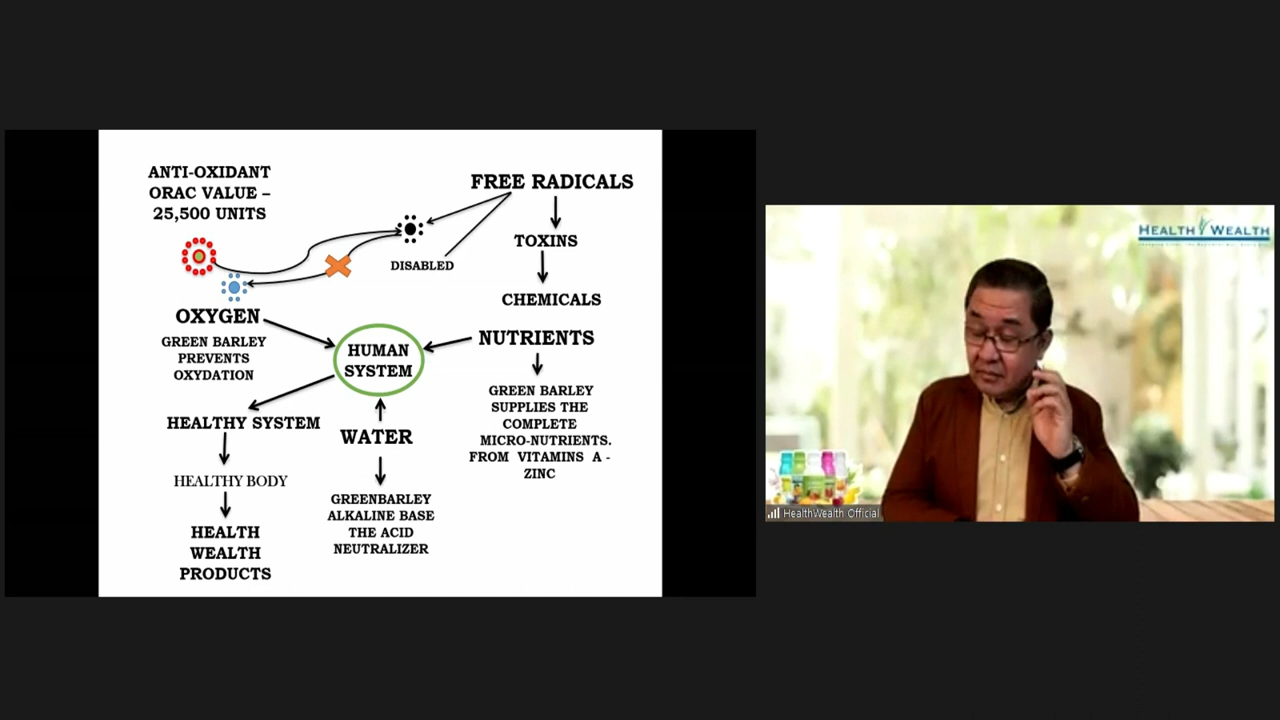 ANTI-OXIDANT
ORAC VALUE –
25,500 UNITS
FREE RADICALS
TOXINS
DISABLED
CHEMICALS
OXYGEN
GREEN BARLEY
PREVENTS
OXYDATION
HUMAN
SYSTEM
NUTRIENTS
GREEN BARLEY
SUPPLIES THE
COMPLETE
MICRO-NUTRIENTS.
FROM VITAMINS A -
ZINC
HEALTHY SYSTEM
WATER
HEALTHY BODY
GREENBARLEY
ALKALINE BASE
THE ACID
NEUTRALIZER
HEALTH
WEALTH
PRODUCTS
HEALTH WEALTH
HealthWealth Official